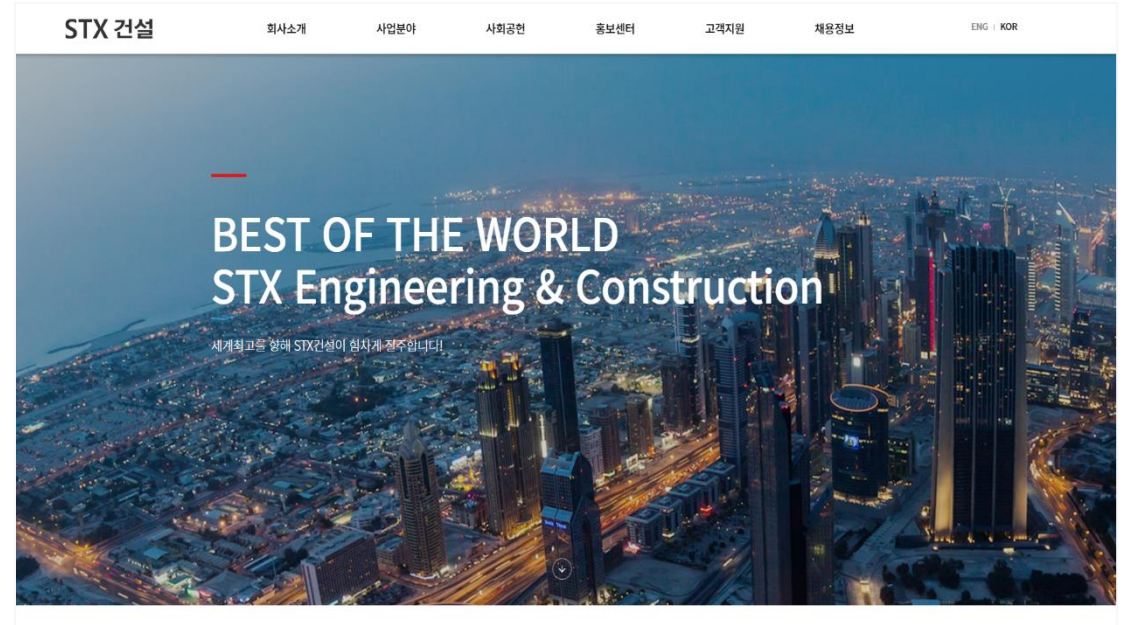 STX 건설
회사소개 사업분야 사회공헌 홍보센터 고객지원 채용정보 ENG | KOR
BEST OF THE WORLD
STX Engineering & Construction
세계최고를 향해 STX건설이 힘차게 질주합니다!